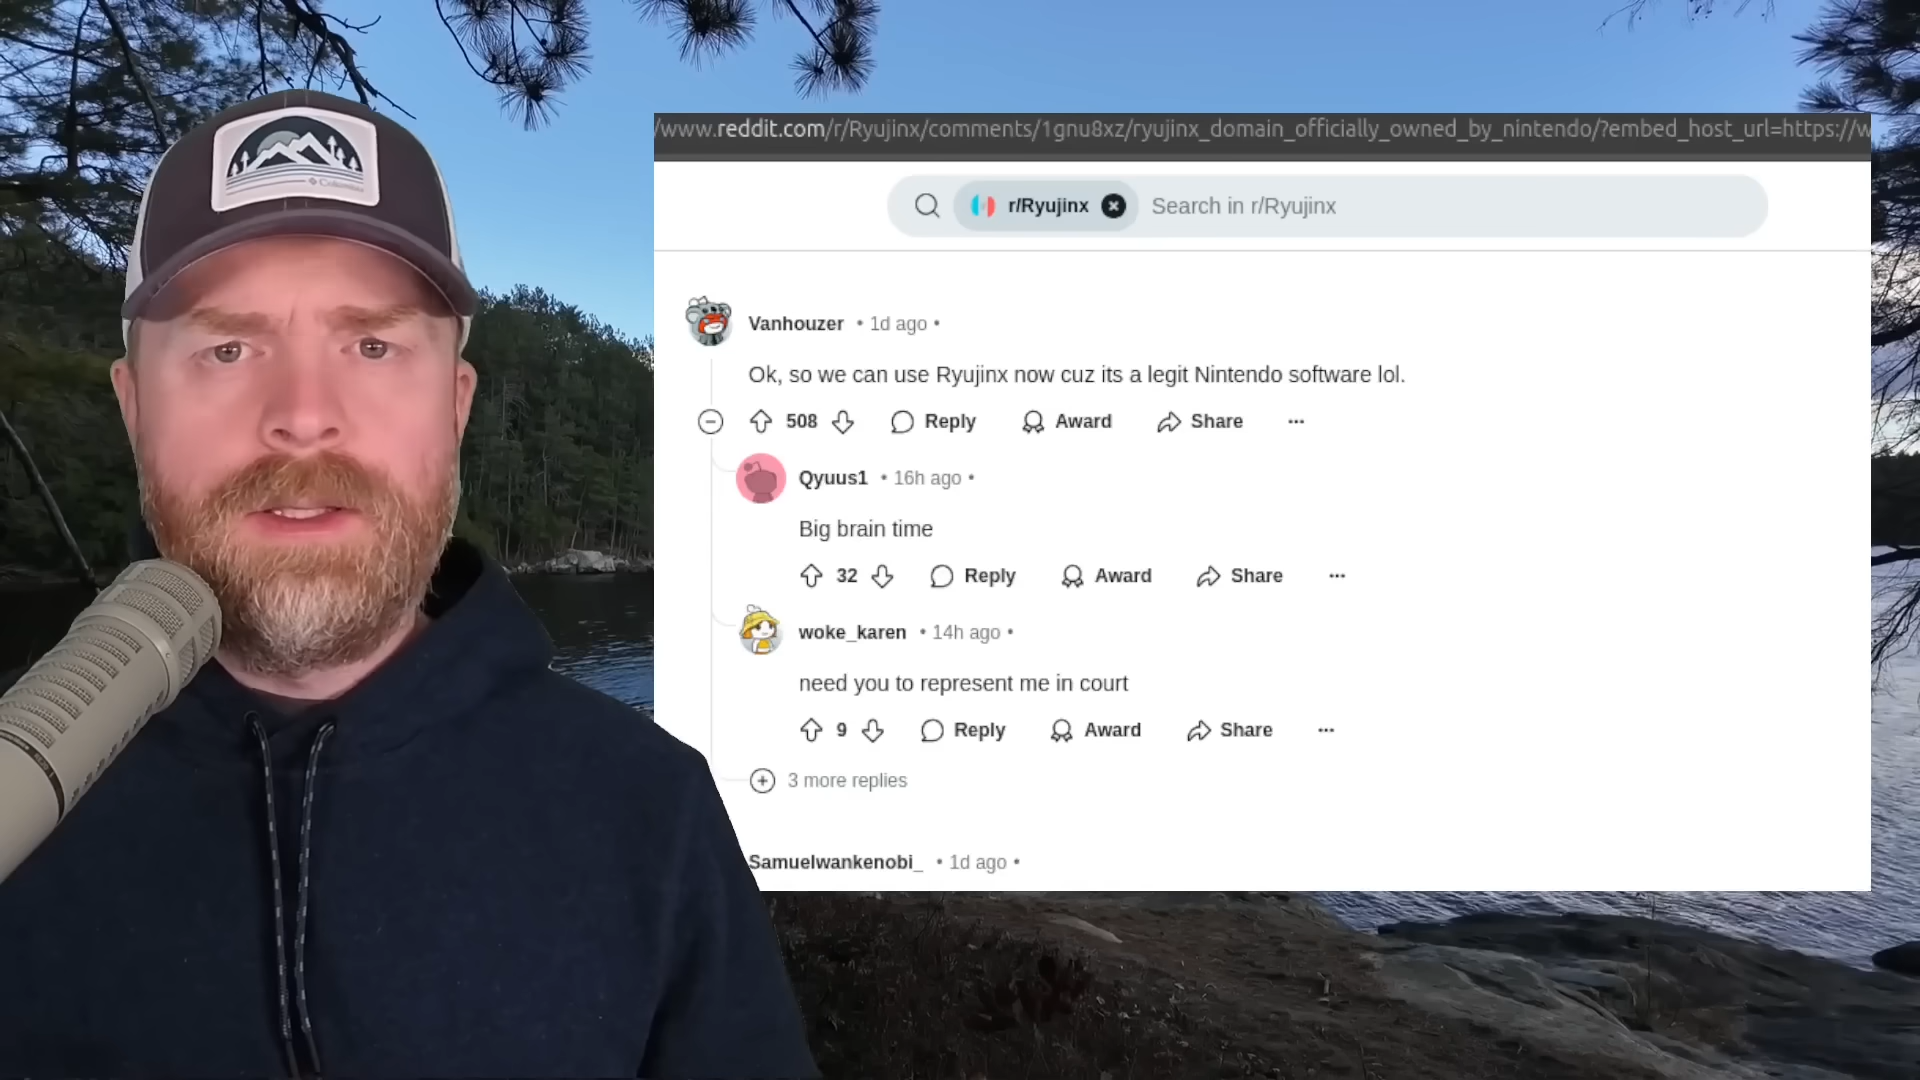 Columbia
/www.reddit.com/r/Ryujinx/comments/1gnu8xz/ryujinx_domain_officially_owned_by_nintendo/?embed_host_url=https://w
r/Ryujinx Search in r/Ryujinx
Vanhouzer • 1d ago •
Ok, so we can use Ryujinx now cuz its a legit Nintendo software lol.
508 Reply Award Share ...
Qyuus1 • 16h ago •
Big brain time
32 Reply Award Share ...
woke_karen • 14h ago •
need you to represent me in court
9 Reply Award Share ...
3 more replies
Samuelwankenobi_ • 1d ago •